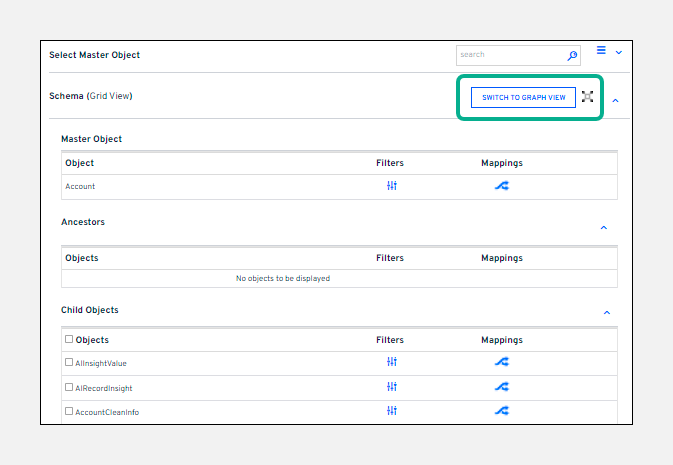 Select Master Object
search
Schema (Grid View)
SWITCH TO GRAPH VIEW
Master Object
Object Filters Mappings
Account
Ancestors
Objects Filters Mappings
No objects to be displayed
Child Objects
Objects Filters Mappings
AIInsightValue
AIRecordInsight
AccountCleanInfo